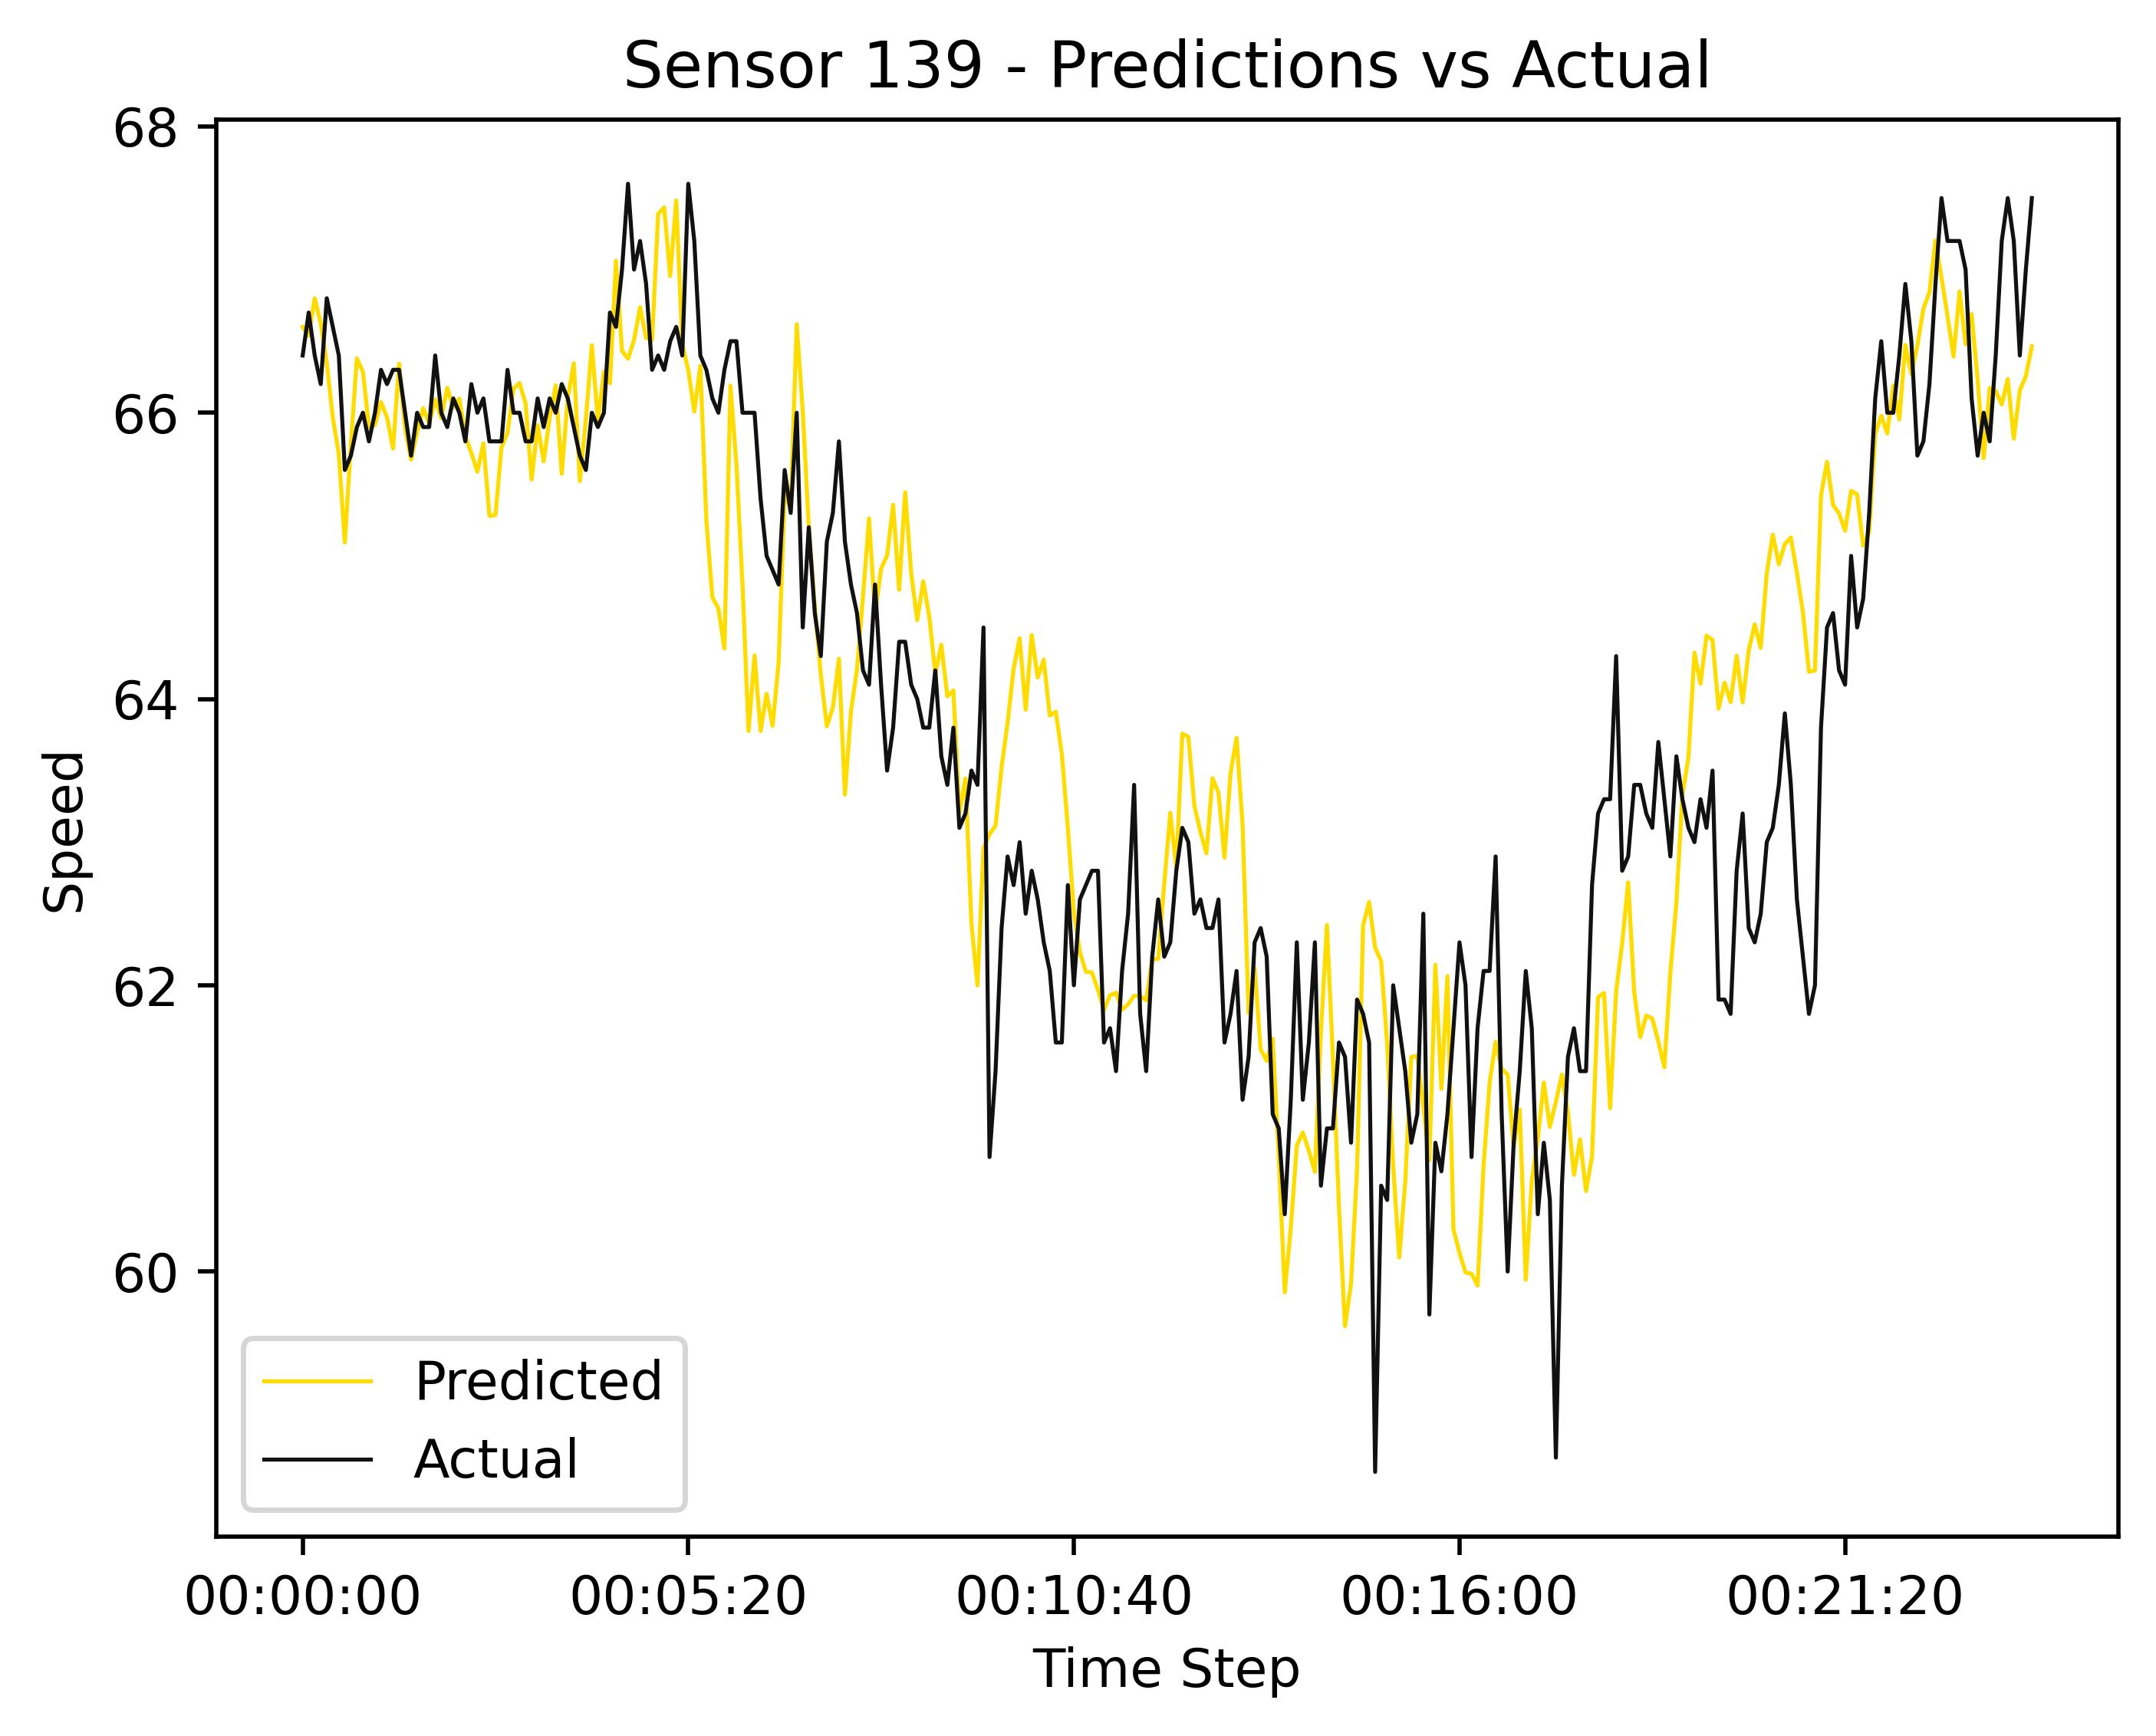 Sensor 139 - Predictions vs Actual
68
66
64
62
60
Speed
Predicted
Actual
00:00:00 00:05:20 00:10:40 00:16:00 00:21:20
Time Step